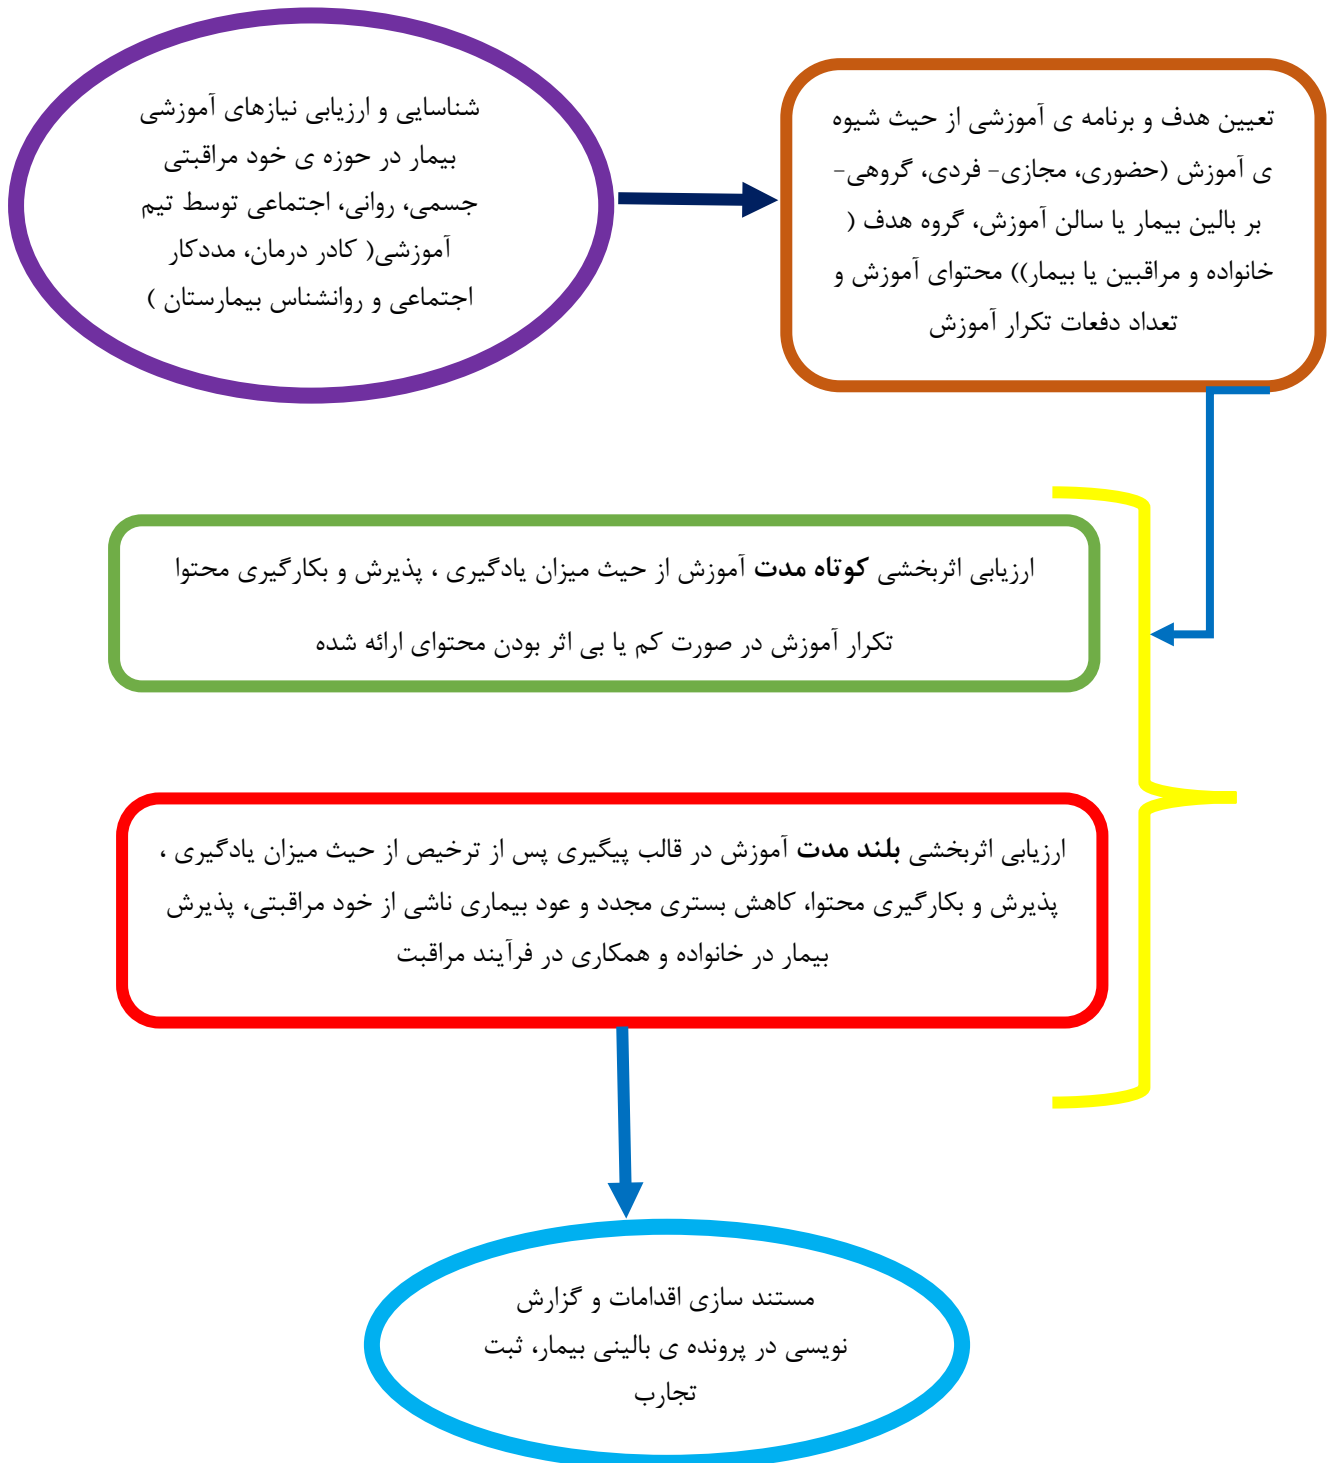 شناسایی و ارزیابی نیازهای آموزشی
بیمار در حوزه ی خود مراقبتی
جسمی، روانی، اجتماعی توسط تیم
آموزشی( کادر درمان، مددکار
اجتماعی و روانشناس بیمارستان )
تعیین هدف و برنامه ی آموزشی از حیث شیوه
ی آموزش (حضوری، مجازی- فردی، گروهی-
بر بالین بیمار یا سالن آموزش، گروه هدف (
خانواده و مراقبین یا بیمار)) محتوای آموزش و
تعداد دفعات تکرار آموزش
ارزیابی اثربخشی کوتاه مدت آموزش از حیث میزان یادگیری ، پذیرش و بکارگیری محتوا
تکرار آموزش در صورت کم یا بی اثر بودن محتوای ارائه شده
ارزیابی اثربخشی بلند مدت آموزش در قالب پیگیری پس از ترخیص از حیث میزان یادگیری ،
پذیرش و بکارگیری محتوا، کاهش بستری مجدد و عود بیماری ناشی از خود مراقبتی، پذیرش
بیمار در خانواده و همکاری در فرآیند مراقبت
مستند سازی اقدامات و گزارش
نویسی در پرونده ی بالینی بیمار، ثبت
تجارب